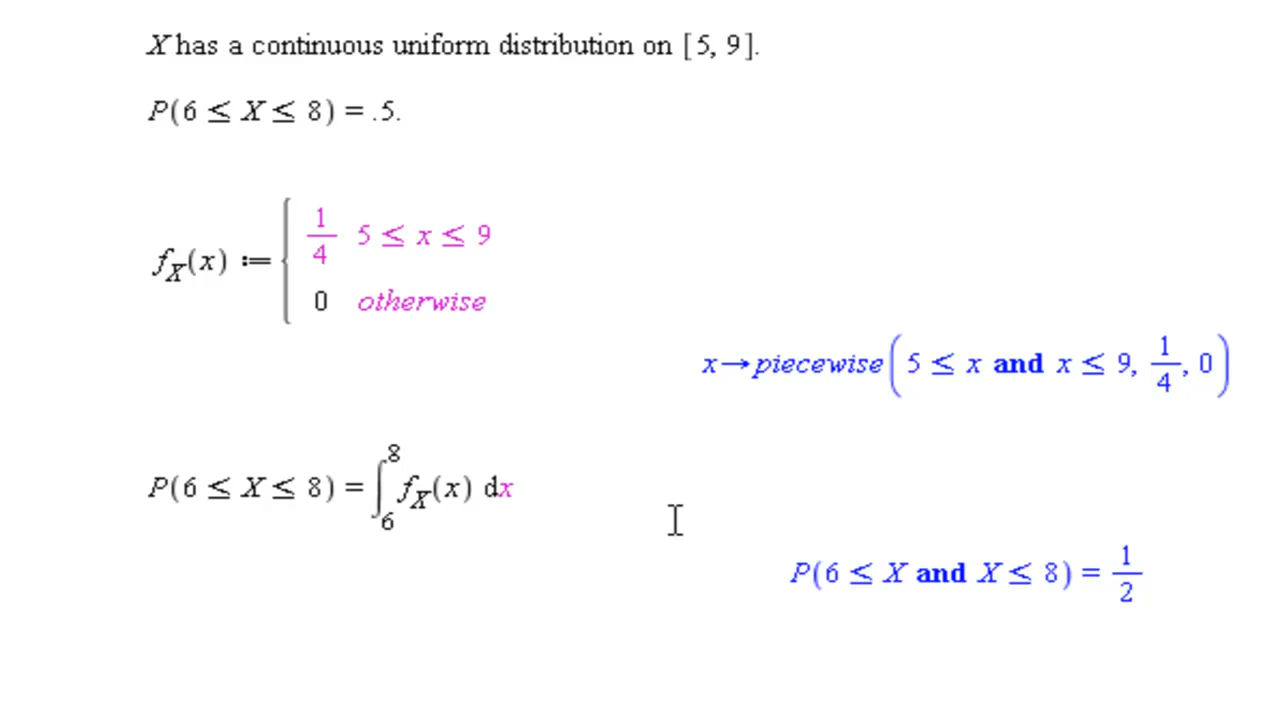 X has a continuous uniform distribution on [5, 9].
P(6 ≤ X ≤ 8) = .5.
f_X(x) := { 1/4 5 ≤ x ≤ 9
0 otherwise
x→piecewise(5 ≤ x and x ≤ 9, 1/4, 0)
P(6 ≤ X ≤ 8) = ∫_6^8 f_X(x) dx
P(6 ≤ X and X ≤ 8) = 1/2